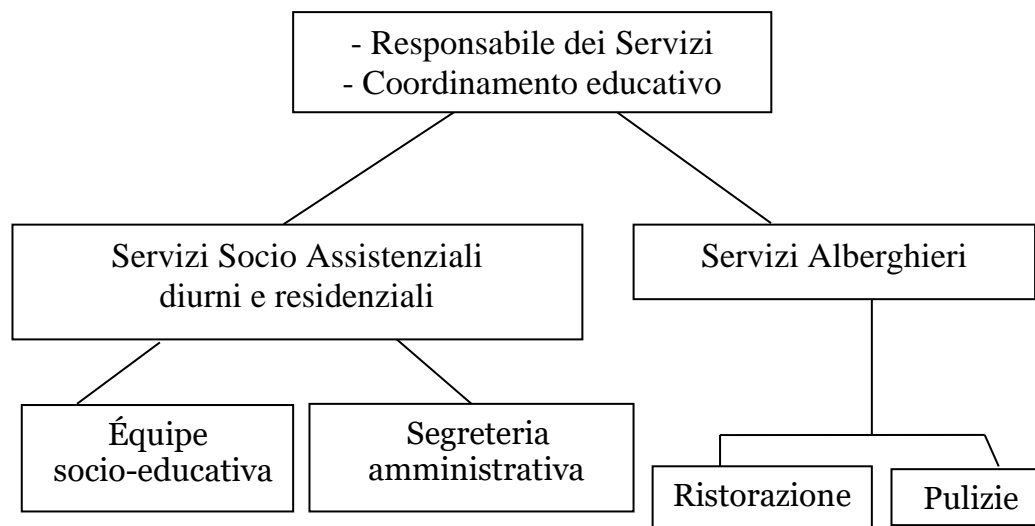 - Responsabile dei Servizi
- Coordinamento educativo
Servizi Socio Assistenziali
diurni e residenziali
Servizi Alberghieri
Équipe
socio-educativa
Segreteria
amministrativa
Ristorazione
Pulizie